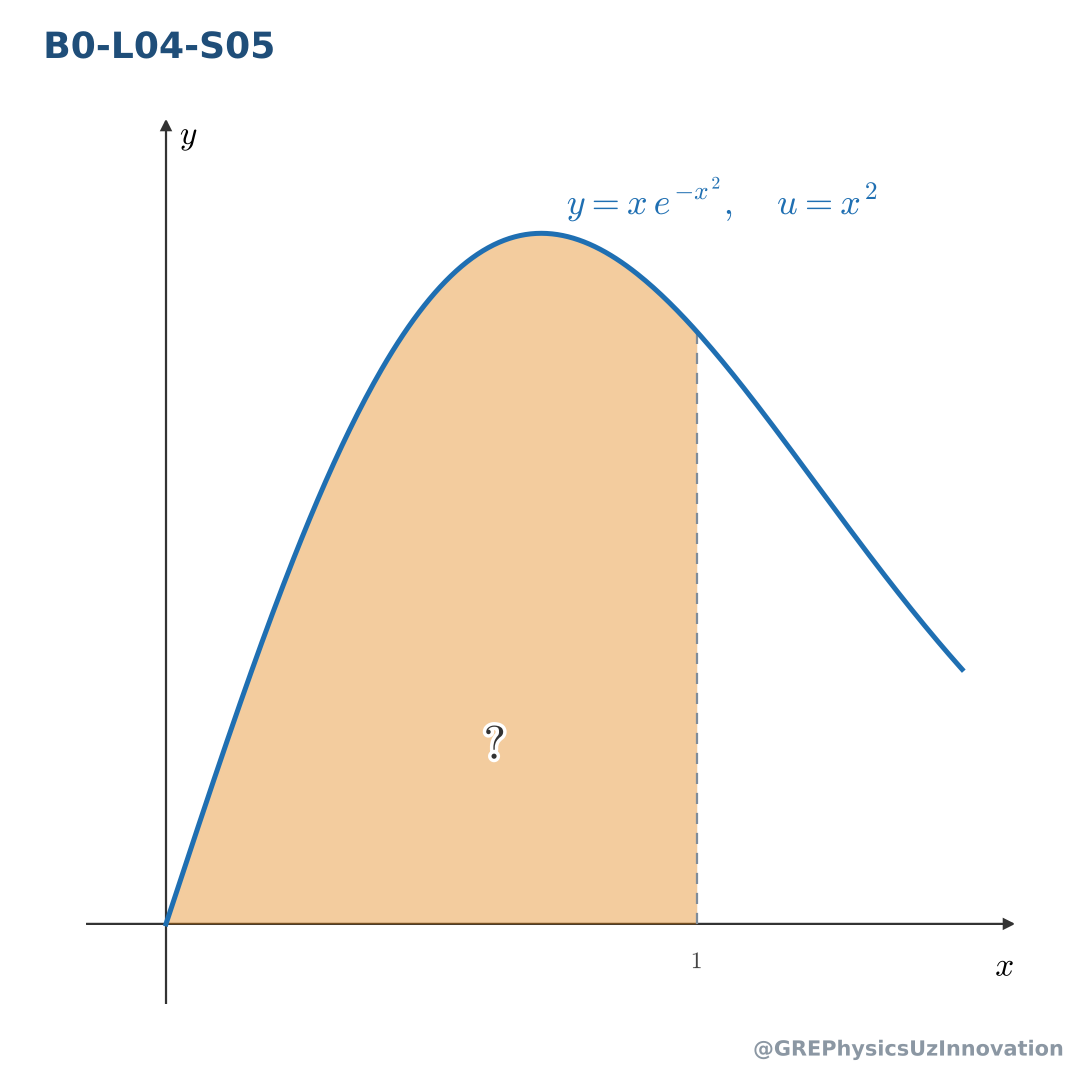 B0-L04-S05
y
y = x e^{-x^2},   u = x^2
?
1
x
@GREPhysicsUzInnovation